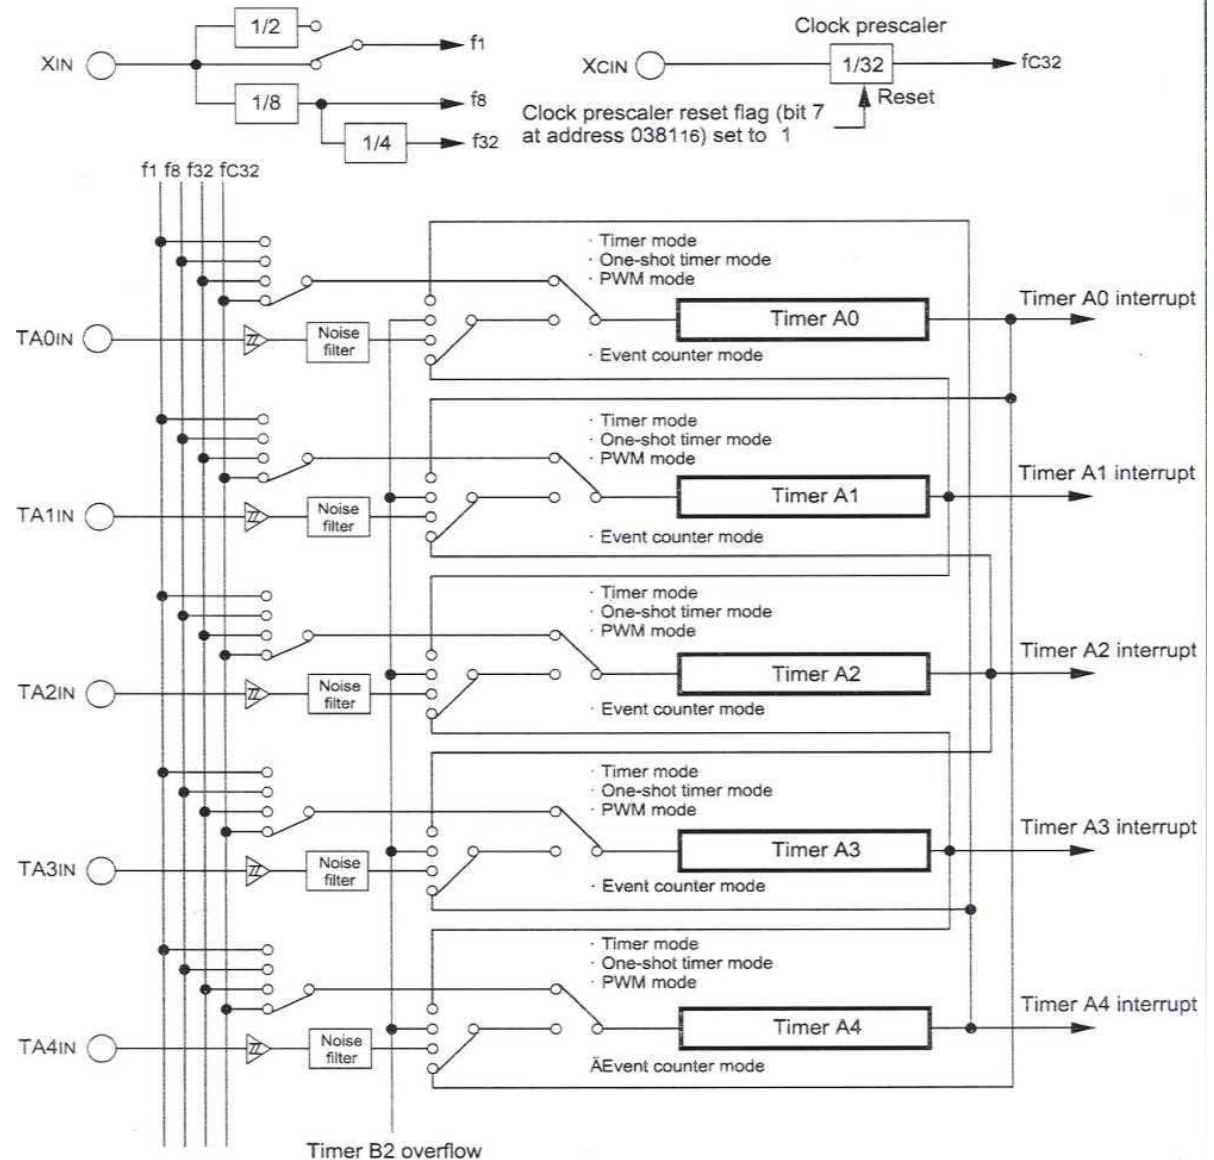 1/2
XIN
f1
1/8
f8
1/4
f32
Clock prescaler
XCIN
1/32
fC32
Reset
Clock prescaler reset flag (bit 7
at address 038116) set to 1
f1 f8 f32 fC32
· Timer mode
· One-shot timer mode
· PWM mode
Timer A0 interrupt
TA0IN
Noise
filter
Timer A0
· Event counter mode
· Timer mode
· One-shot timer mode
· PWM mode
Timer A1 interrupt
TA1IN
Noise
filter
Timer A1
· Event counter mode
· Timer mode
· One-shot timer mode
· PWM mode
Timer A2 interrupt
TA2IN
Noise
filter
Timer A2
· Event counter mode
· Timer mode
· One-shot timer mode
· PWM mode
Timer A3 interrupt
TA3IN
Noise
filter
Timer A3
· Event counter mode
· Timer mode
· One-shot timer mode
· PWM mode
Timer A4 interrupt
TA4IN
Noise
filter
Timer A4
ÄEvent counter mode
Timer B2 overflow